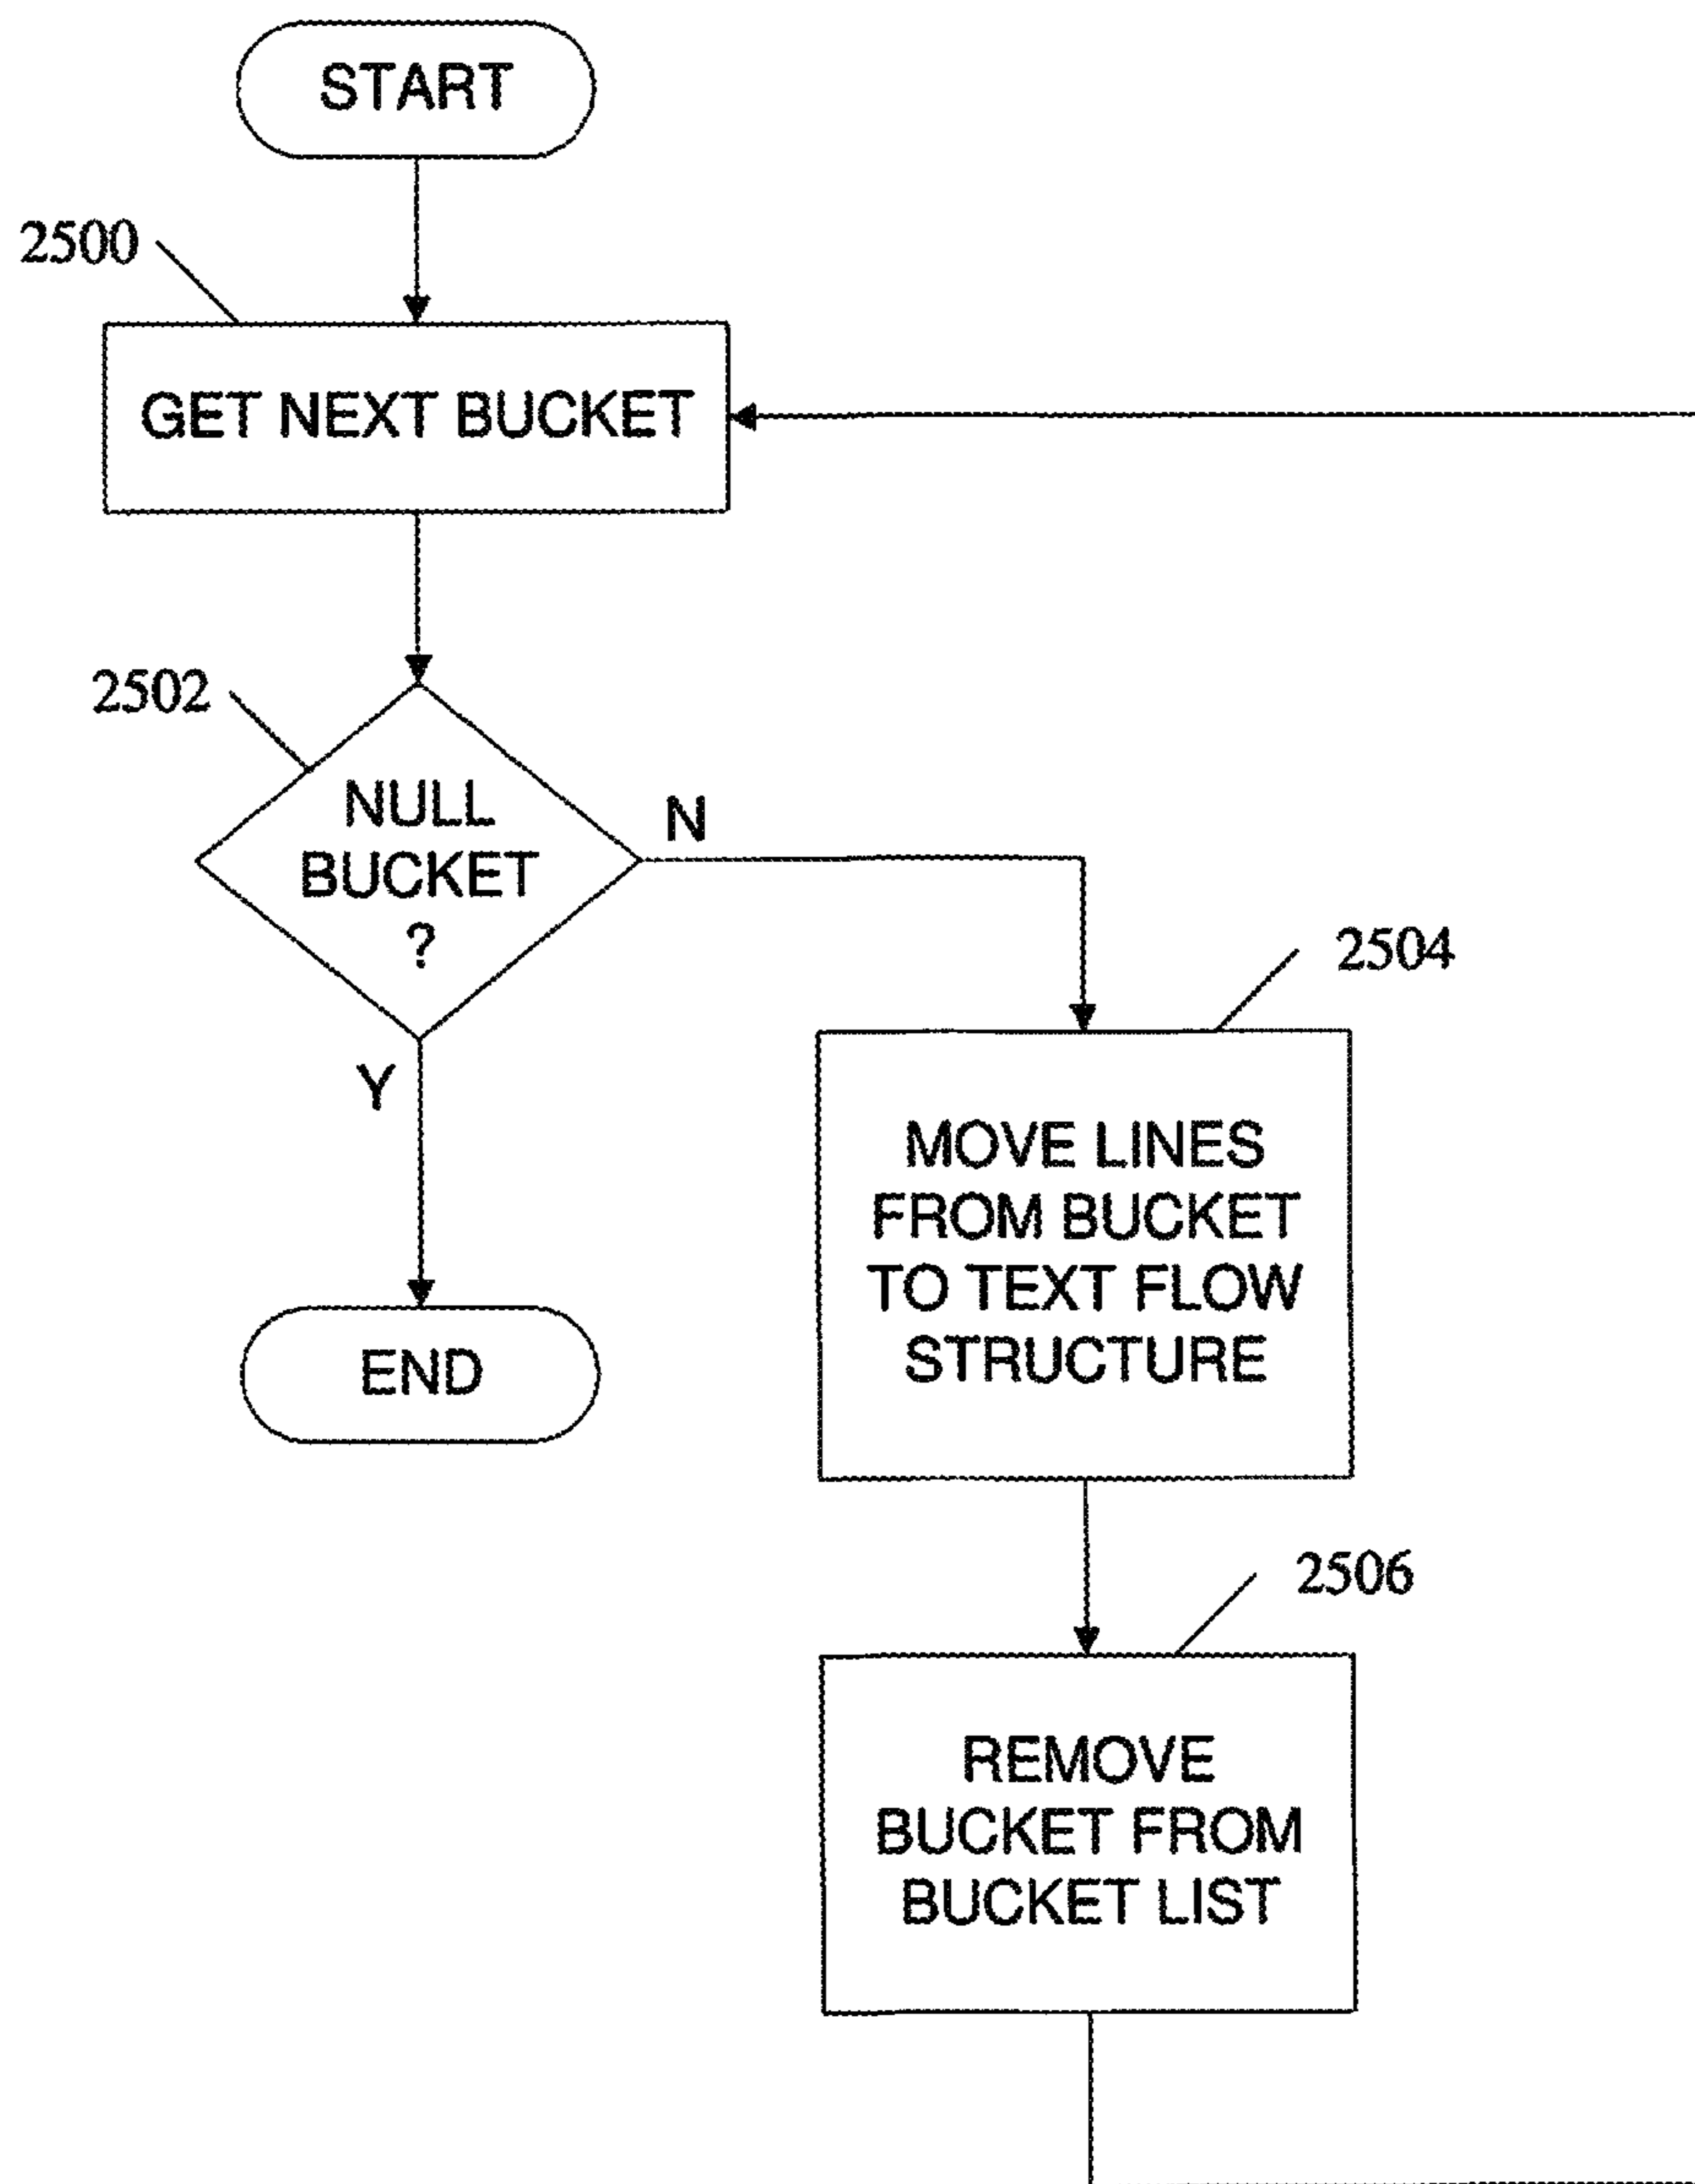 START
2500
GET NEXT BUCKET
2502
NULL
BUCKET
?
N
Y
2504
MOVE LINES
FROM BUCKET
TO TEXT FLOW
STRUCTURE
END
2506
REMOVE
BUCKET FROM
BUCKET LIST